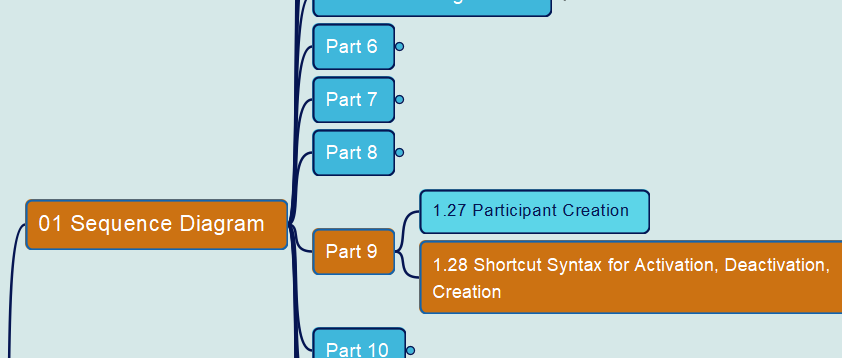 Part 6
Part 7
Part 8
01 Sequence Diagram
Part 9
1.27 Participant Creation
1.28 Shortcut Syntax for Activation, Deactivation,
Creation
Part 10